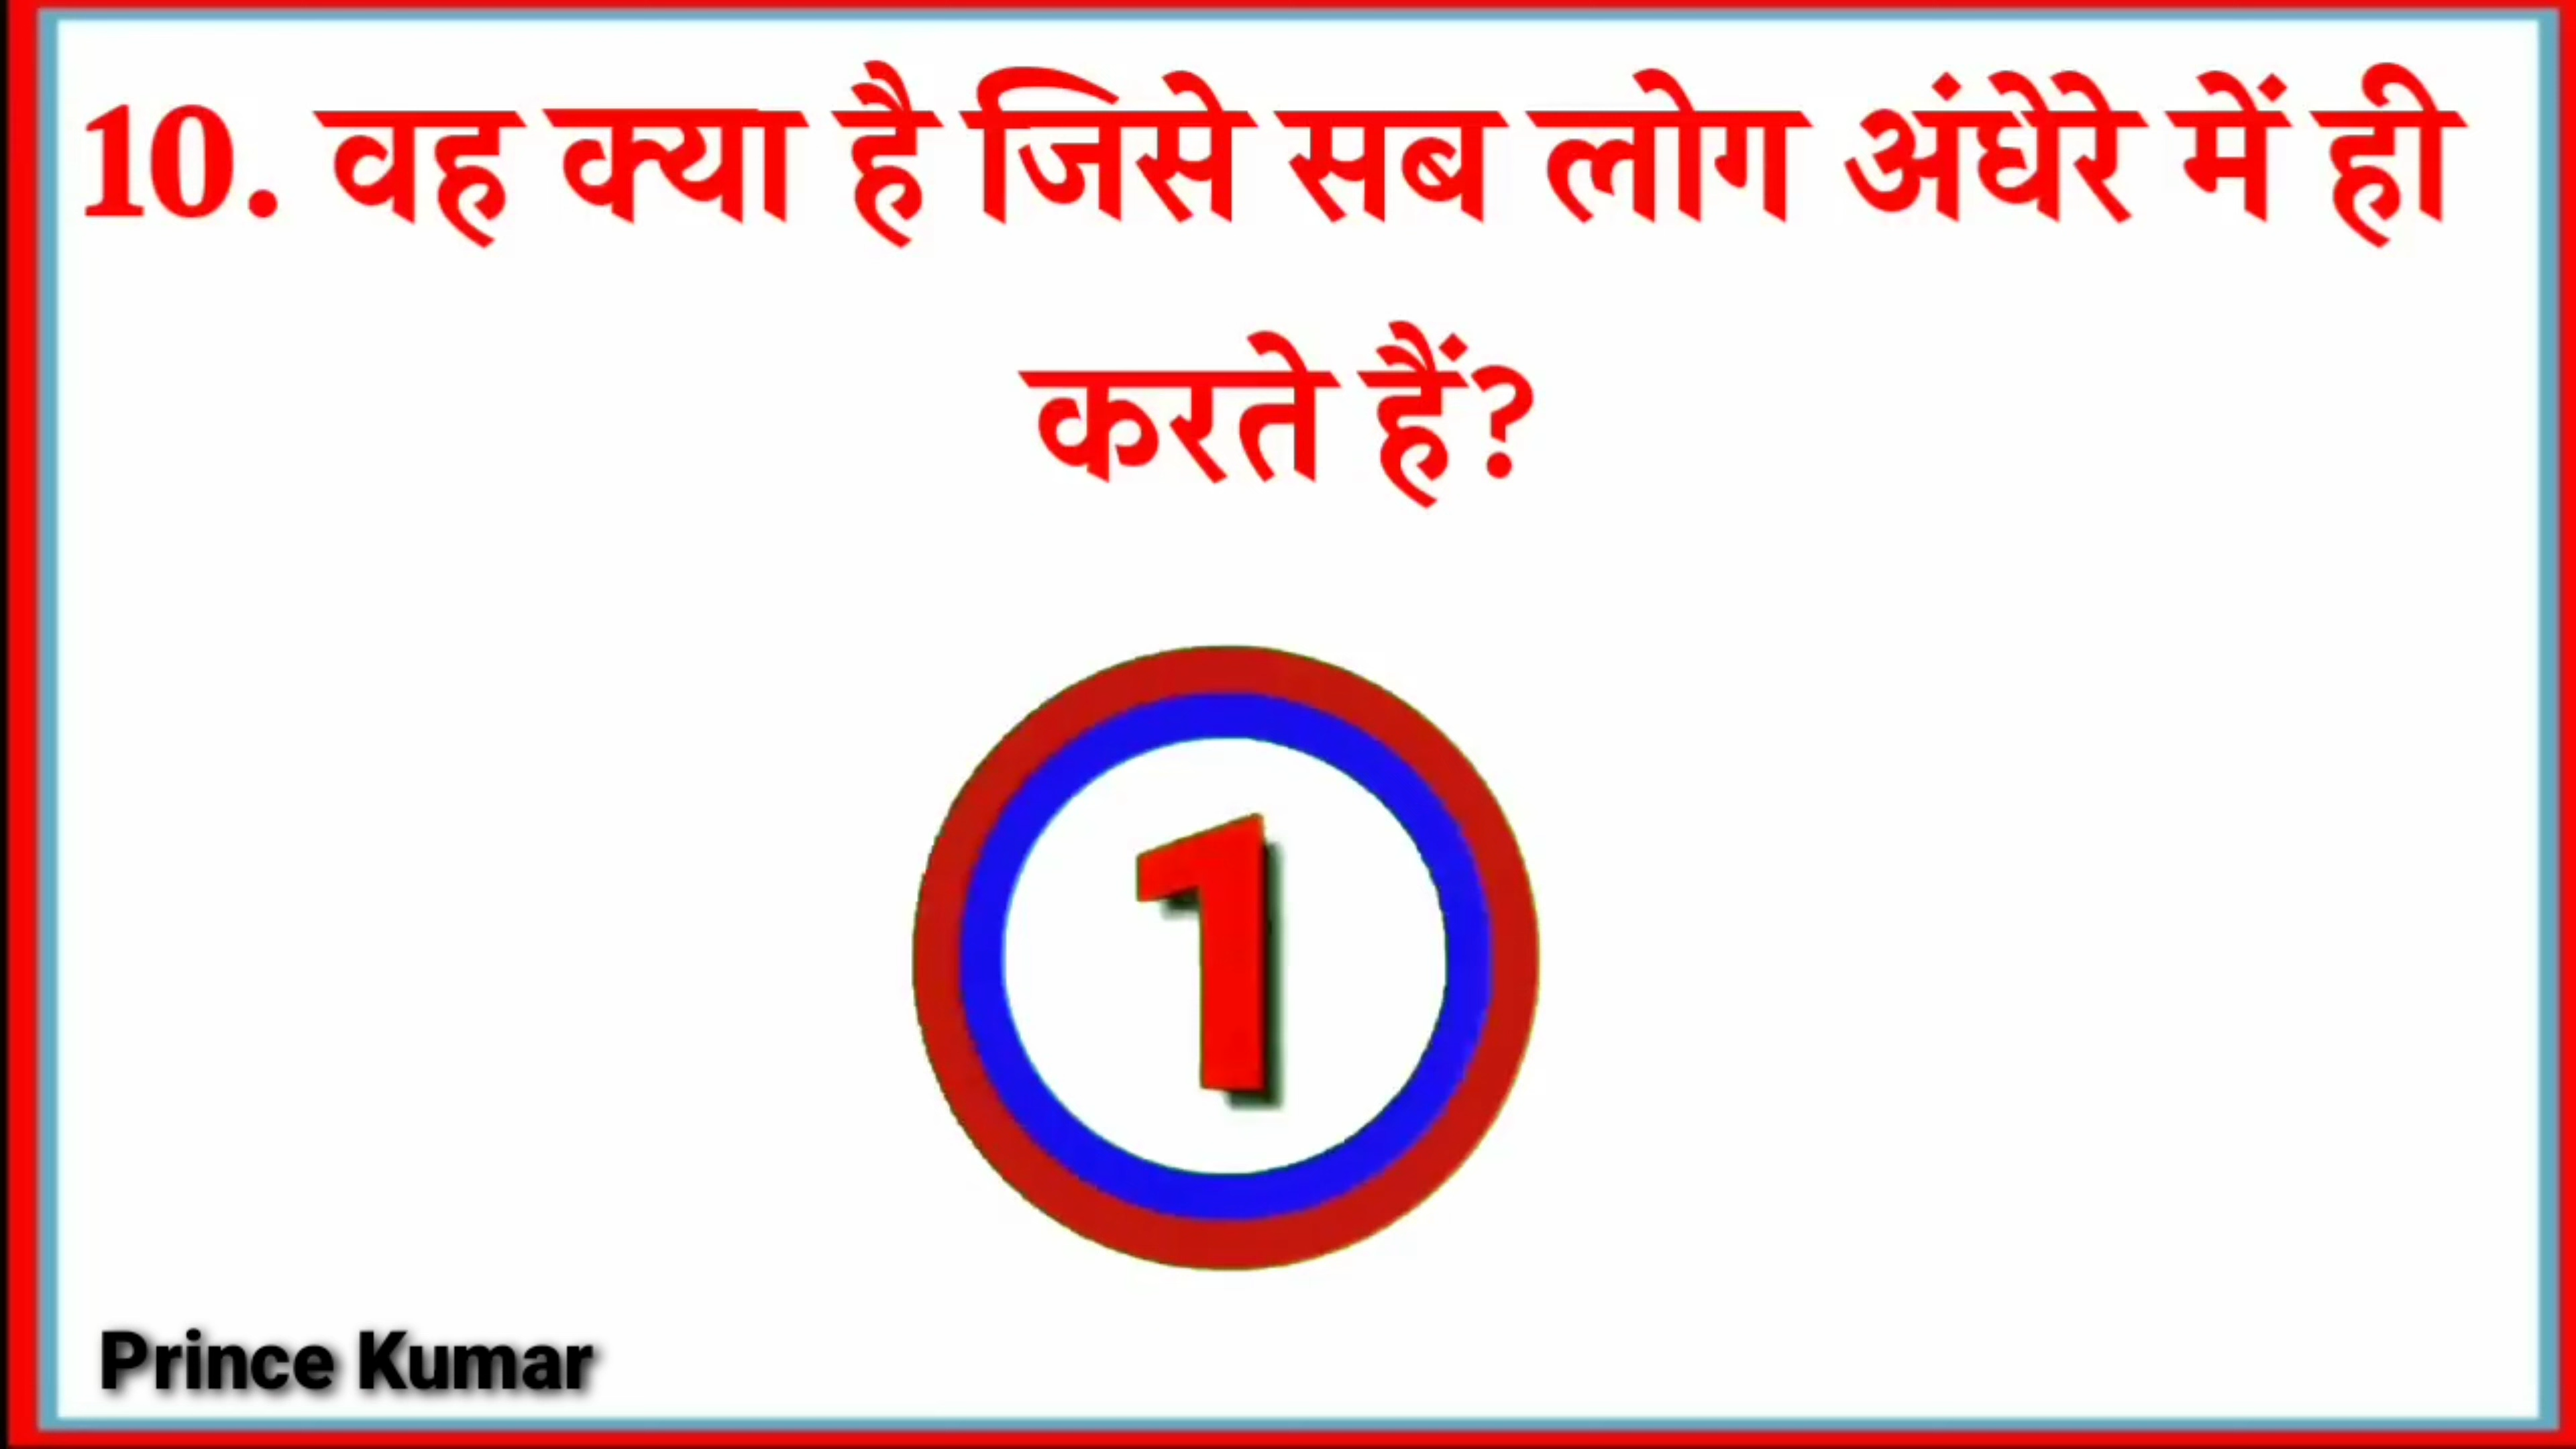 10. वह क्या है जिसे सब लोग अंधेरे में ही
करते हैं?
1
Prince Kumar